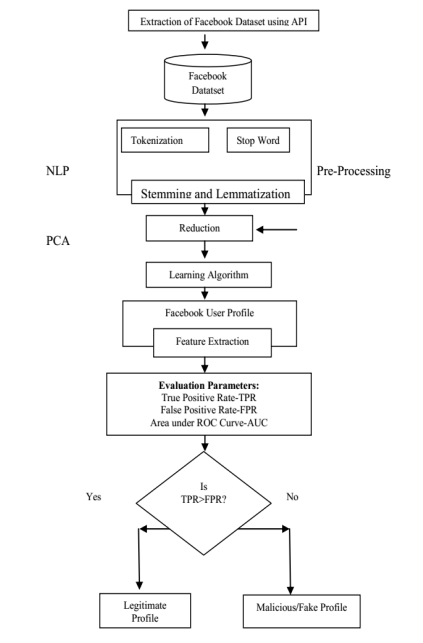 Extraction of Facebook Dataset using API
Facebook
Datatset
Tokenization
Stop Word
NLP
Pre-Processing
Stemming and Lemmatization
Reduction
PCA
Learning Algorithm
Facebook User Profile
Feature Extraction
Evaluation Parameters:
True Positive Rate-TPR
False Positive Rate-FPR
Area under ROC Curve-AUC
Is
Yes
TPR>FPR?
No
Legitimate
Profile
Malicious/Fake Profile